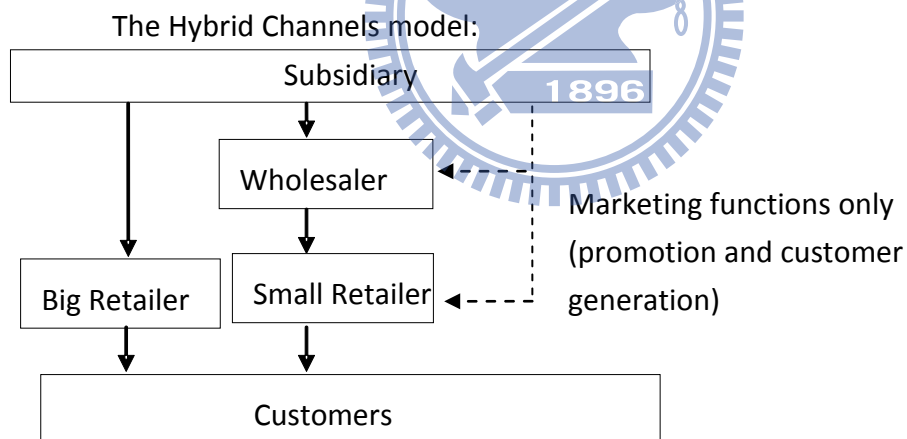 The Hybrid Channels model:
Subsidiary
1896
Wholesaler
Marketing functions only
(promotion and customer
generation)
Big Retailer
Small Retailer
Customers